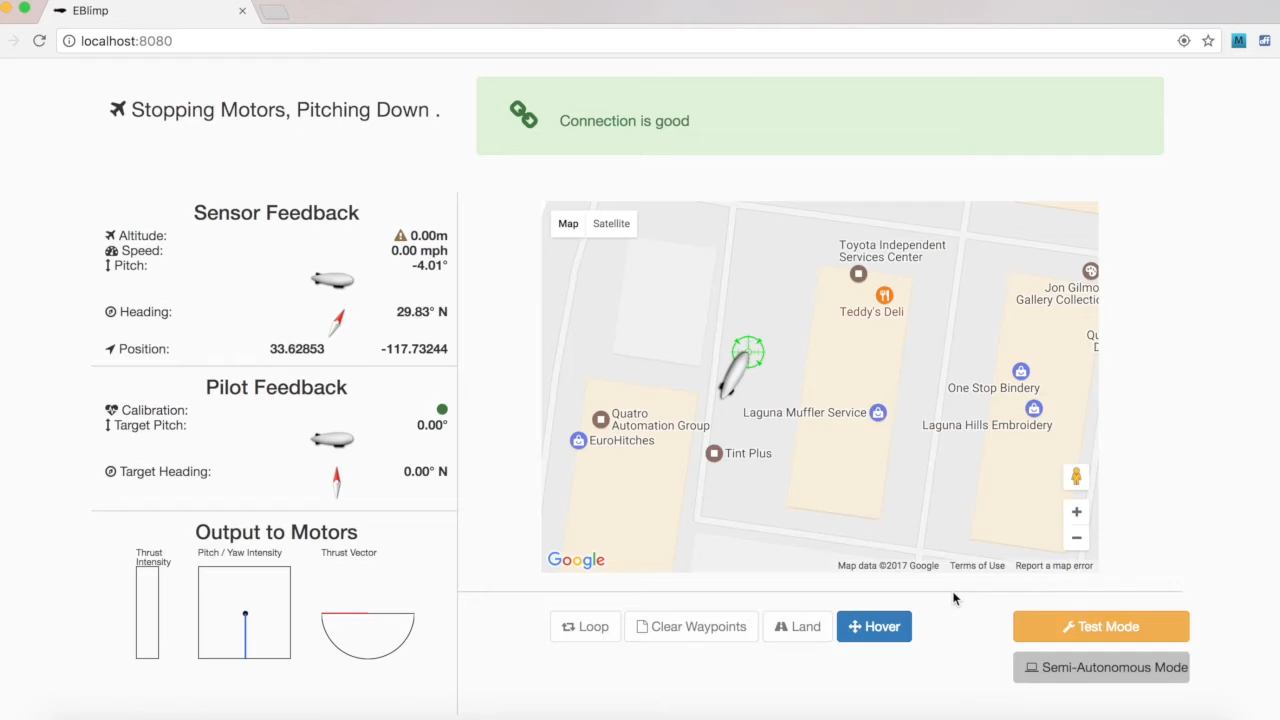 EBlimp
localhost:8080
Stopping Motors, Pitching Down .
Connection is good
Sensor Feedback
Altitude: 0.00m
Speed: 0.00 mph
Pitch: -4.01°
Heading: 29.83° N
Position: 33.62853 -117.73244
Pilot Feedback
Calibration:
Target Pitch: 0.00°
Target Heading: 0.00° N
Output to Motors
Thrust
Intensity
Pitch / Yaw Intensity
Thrust Vector
Map Satellite
Toyota Independent
Services Center
Teddy's Deli
Jon Gilmo
Gallery Collectio
Qu
D
One Stop Bindery
Laguna Hills Embroidery
Laguna Muffler Service
Quatro
Automation Group
EuroHitches
Tint Plus
Google
Map data ©2017 Google Terms of Use Report a map error
Loop Clear Waypoints Land Hover
Test Mode
Semi-Autonomous Mode